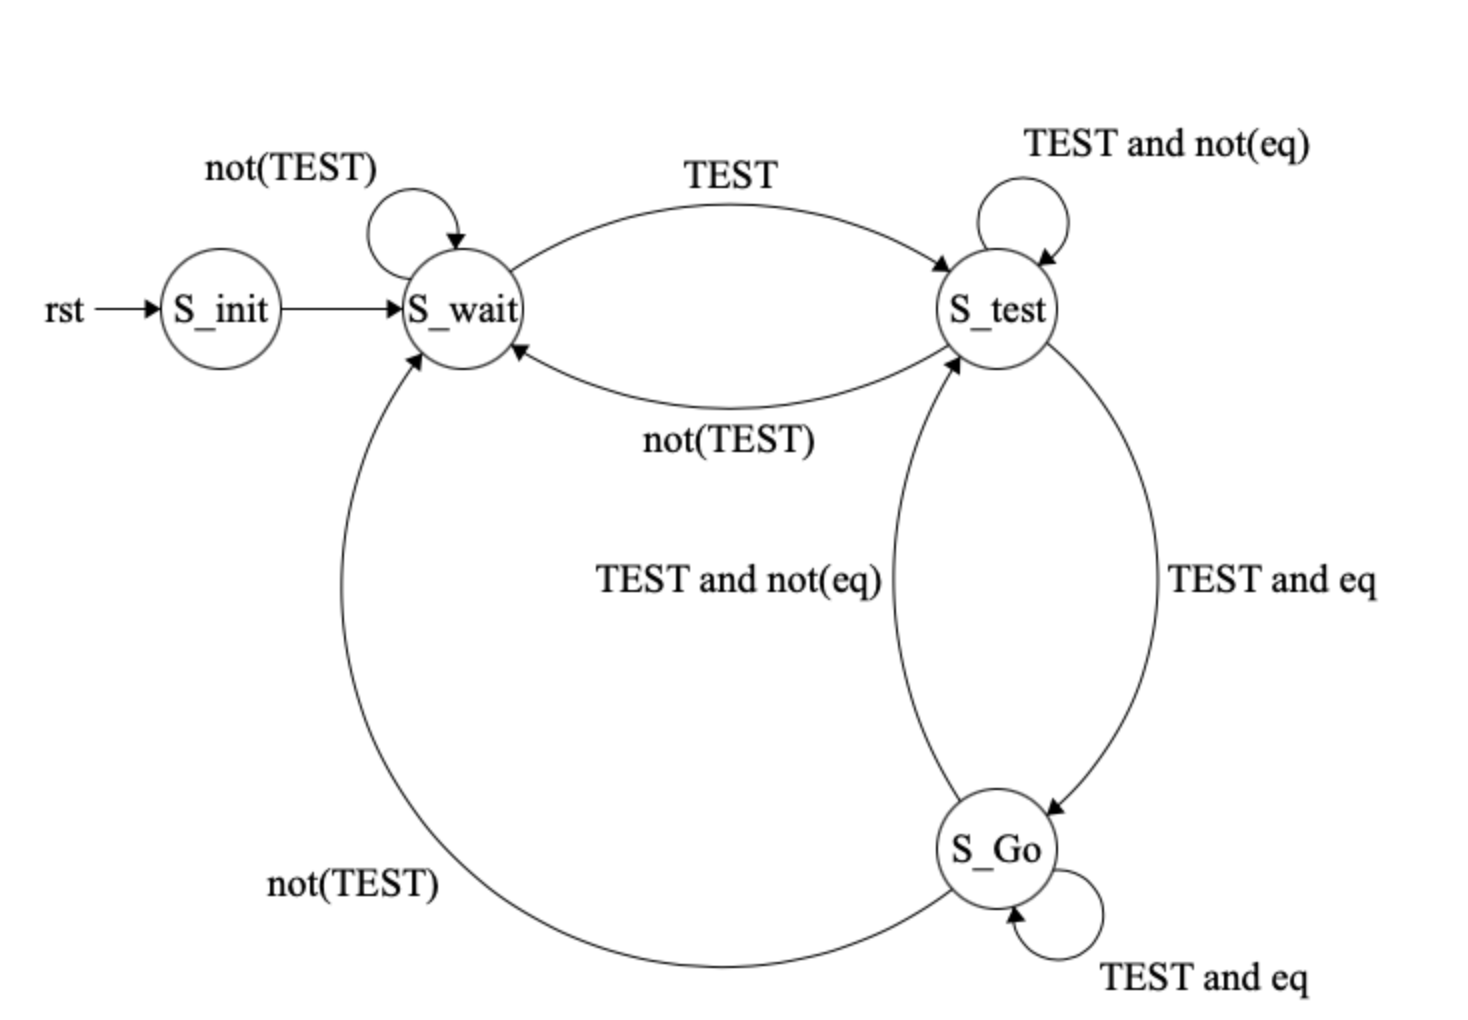 TEST and not(eq)
not(TEST)
TEST
rst
S_init
S_wait
S_test
not(TEST)
TEST and not(eq)
TEST and eq
S_Go
not(TEST)
TEST and eq